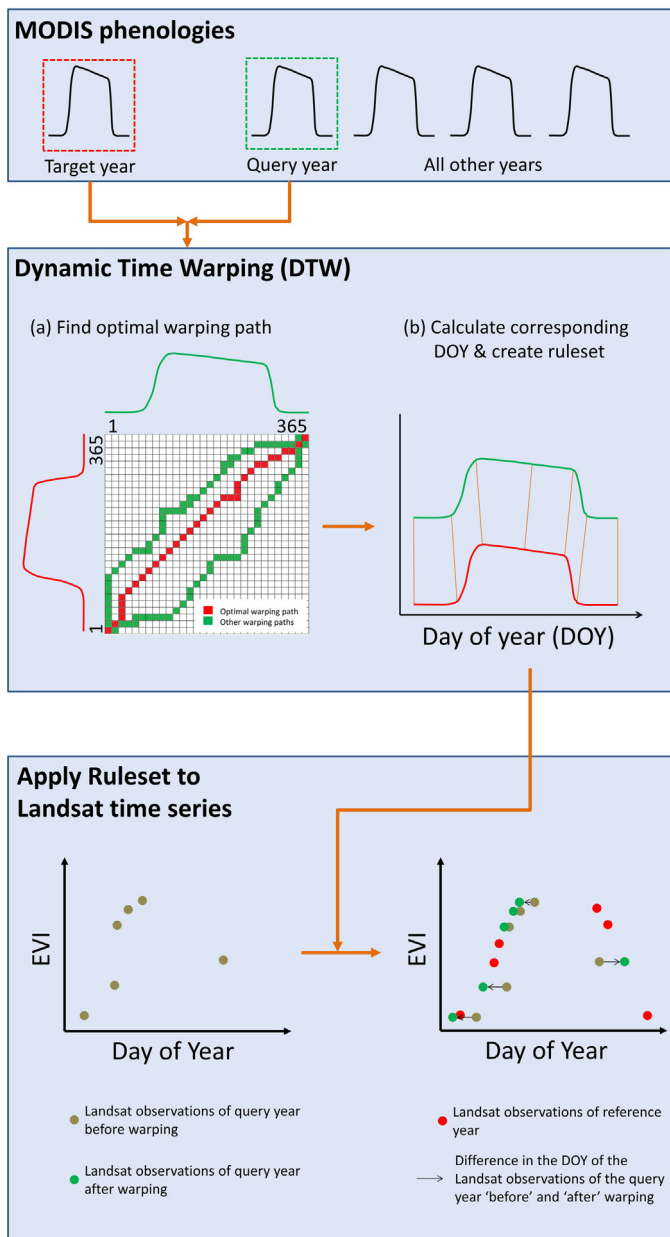 MODIS phenologies
Target year
Query year
All other years
Dynamic Time Warping (DTW)
(a) Find optimal warping path
1
365
365
1
Optimal warping path
Other warping paths
(b) Calculate corresponding
DOY & create ruleset
Day of year (DOY)
Apply Ruleset to
Landsat time series
EVI
Day of Year
EVI
Day of Year
Landsat observations of query year
before warping
Landsat observations of query year
after warping
Landsat observations of reference
year
Difference in the DOY of the
Landsat observations of the query
year ‘before’ and ‘after’ warping